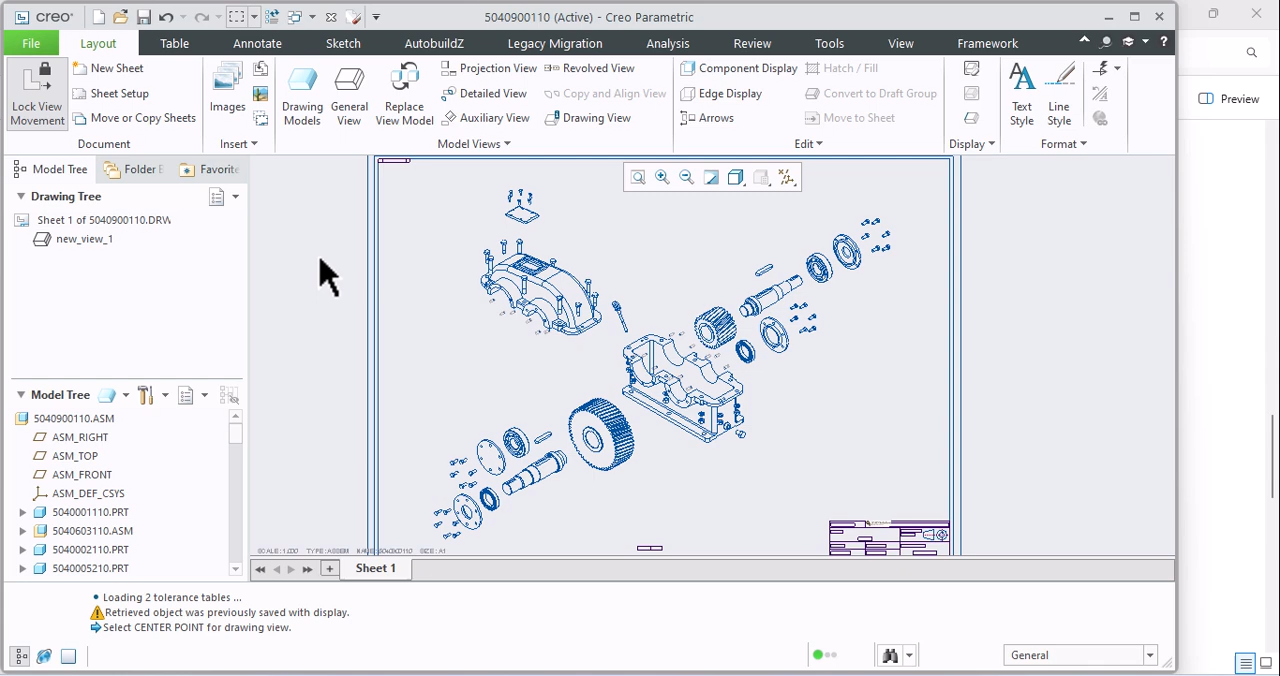 creo° 5040900110 (Active) - Creo Parametric
File Layout Table Annotate Sketch AutobuildZ Legacy Migration Analysis Review Tools View Framework
Lock View Movement
New Sheet
Sheet Setup
Move or Copy Sheets
Document
Images
Insert
Drawing Models
General View
Replace View Model
Projection View
Detailed View
Auxiliary View
Revolved View
Copy and Align View
Drawing View
Model Views
Component Display
Edge Display
Arrows
Hatch / Fill
Convert to Draft Group
Move to Sheet
Edit
Display
Text Style
Line Style
Format
Preview
Model Tree Folder B Favorite
Drawing Tree
Sheet 1 of 5040900110.DRW
new_view_1
Model Tree
5040900110.ASM
ASM_RIGHT
ASM_TOP
ASM_FRONT
ASM_DEF_CSYS
5040001110.PRT
5040603110.ASM
5040002110.PRT
5040005210.PRT
Sheet 1
• Loading 2 tolerance tables ...
Retrieved object was previously saved with display.
Select CENTER POINT for drawing view.
General